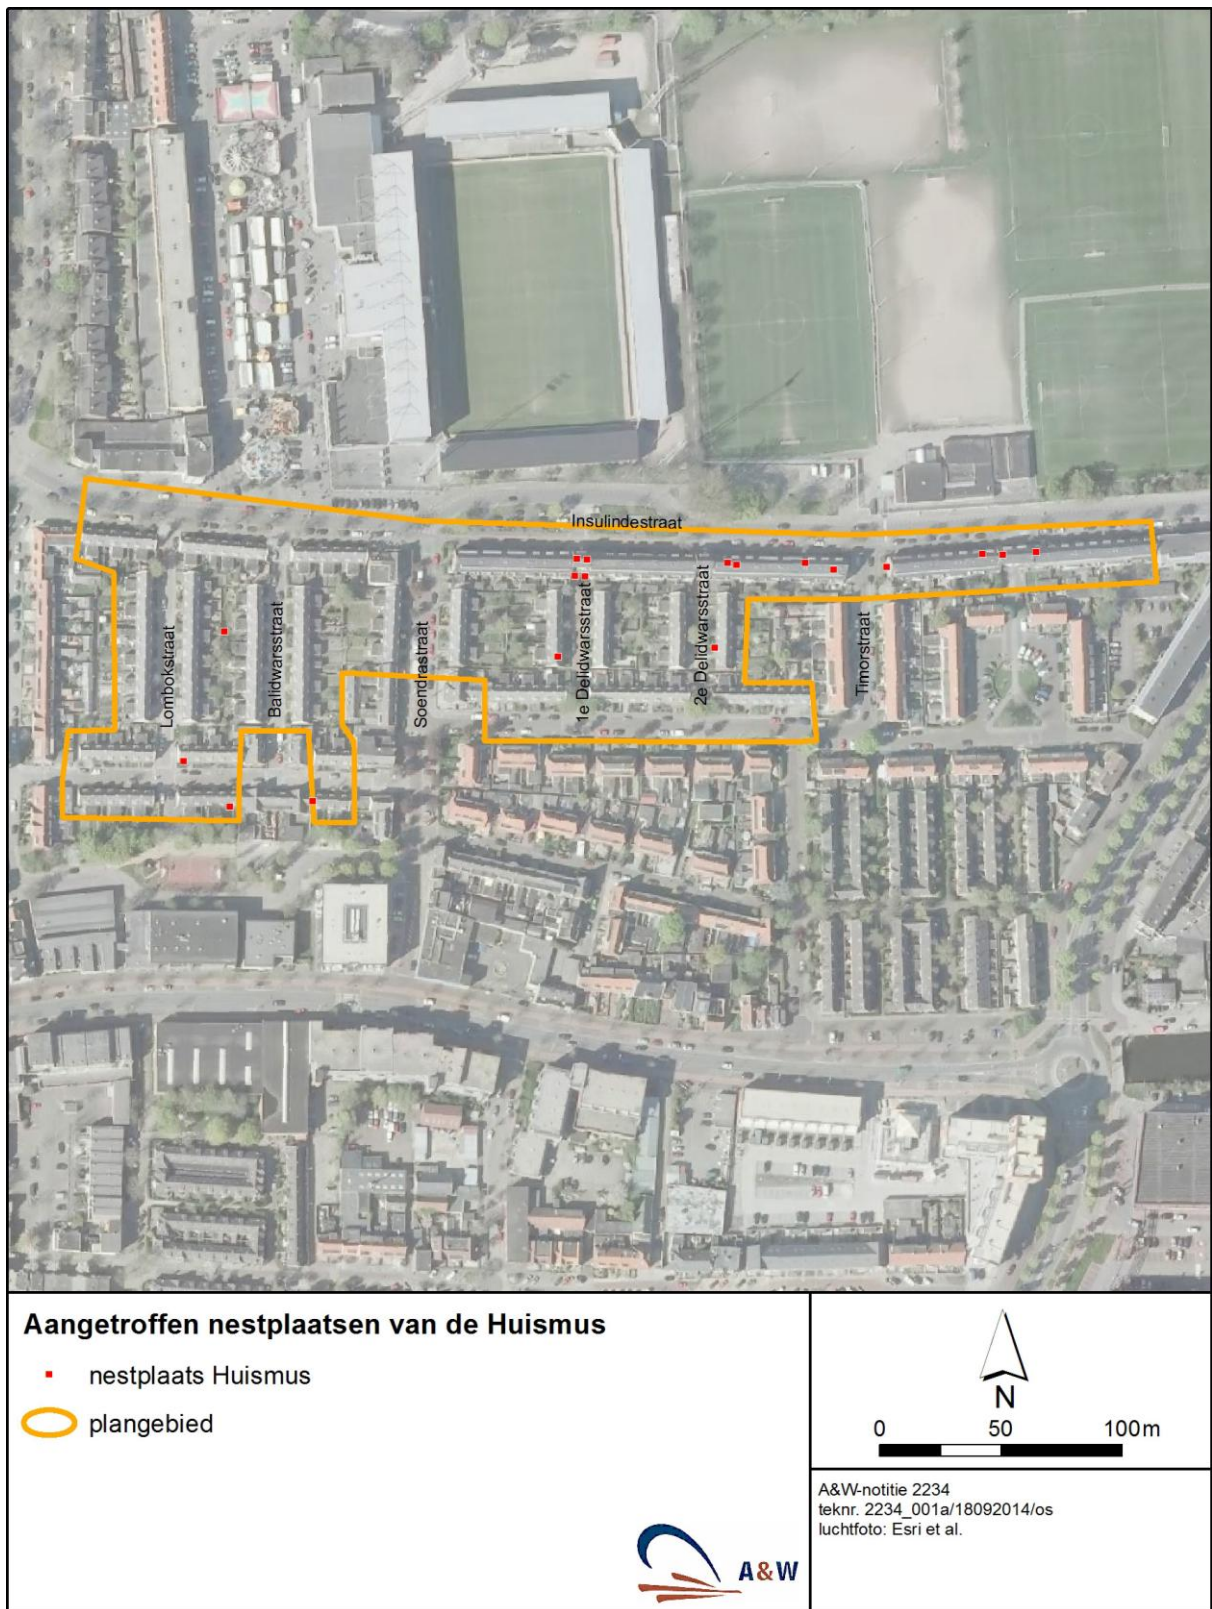 Insulindestraat
Lombokstraat
Balidwarsstraat
Soendrastraat
1e Delidwarsstraat
2e Delidwarsstraat
Timorstraat
Aangetroffen nestplaatsen van de Huismus
nestplaats Huismus
plangebied
N
0 50 100m
A&W-notitie 2234
teknr. 2234_001a/18092014/os
luchtfoto: Esri et al.
A&W